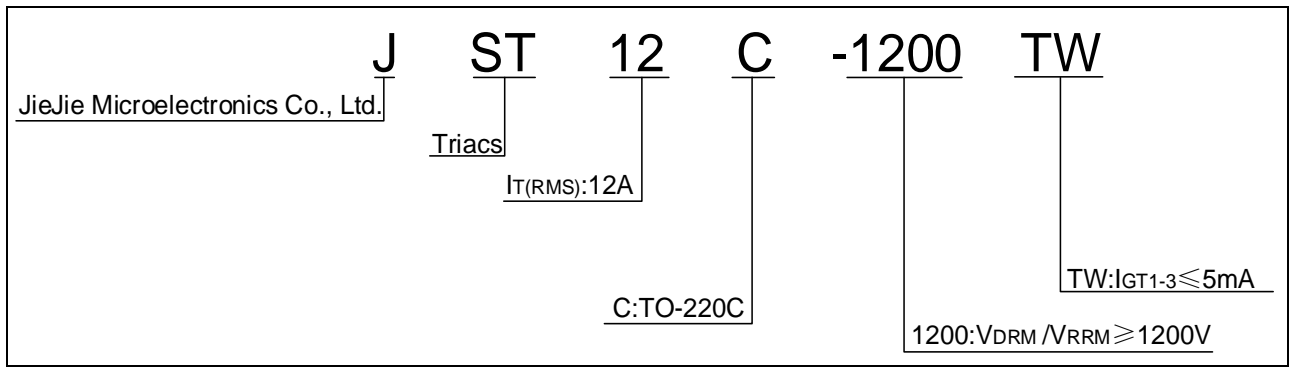 J ST 12 C -1200 TW
JieJie Microelectronics Co., Ltd.
Triacs
IT(RMS):12A
TW:IGT1-3≤5mA
C:TO-220C
1200:VDRM /VRRM≥1200V